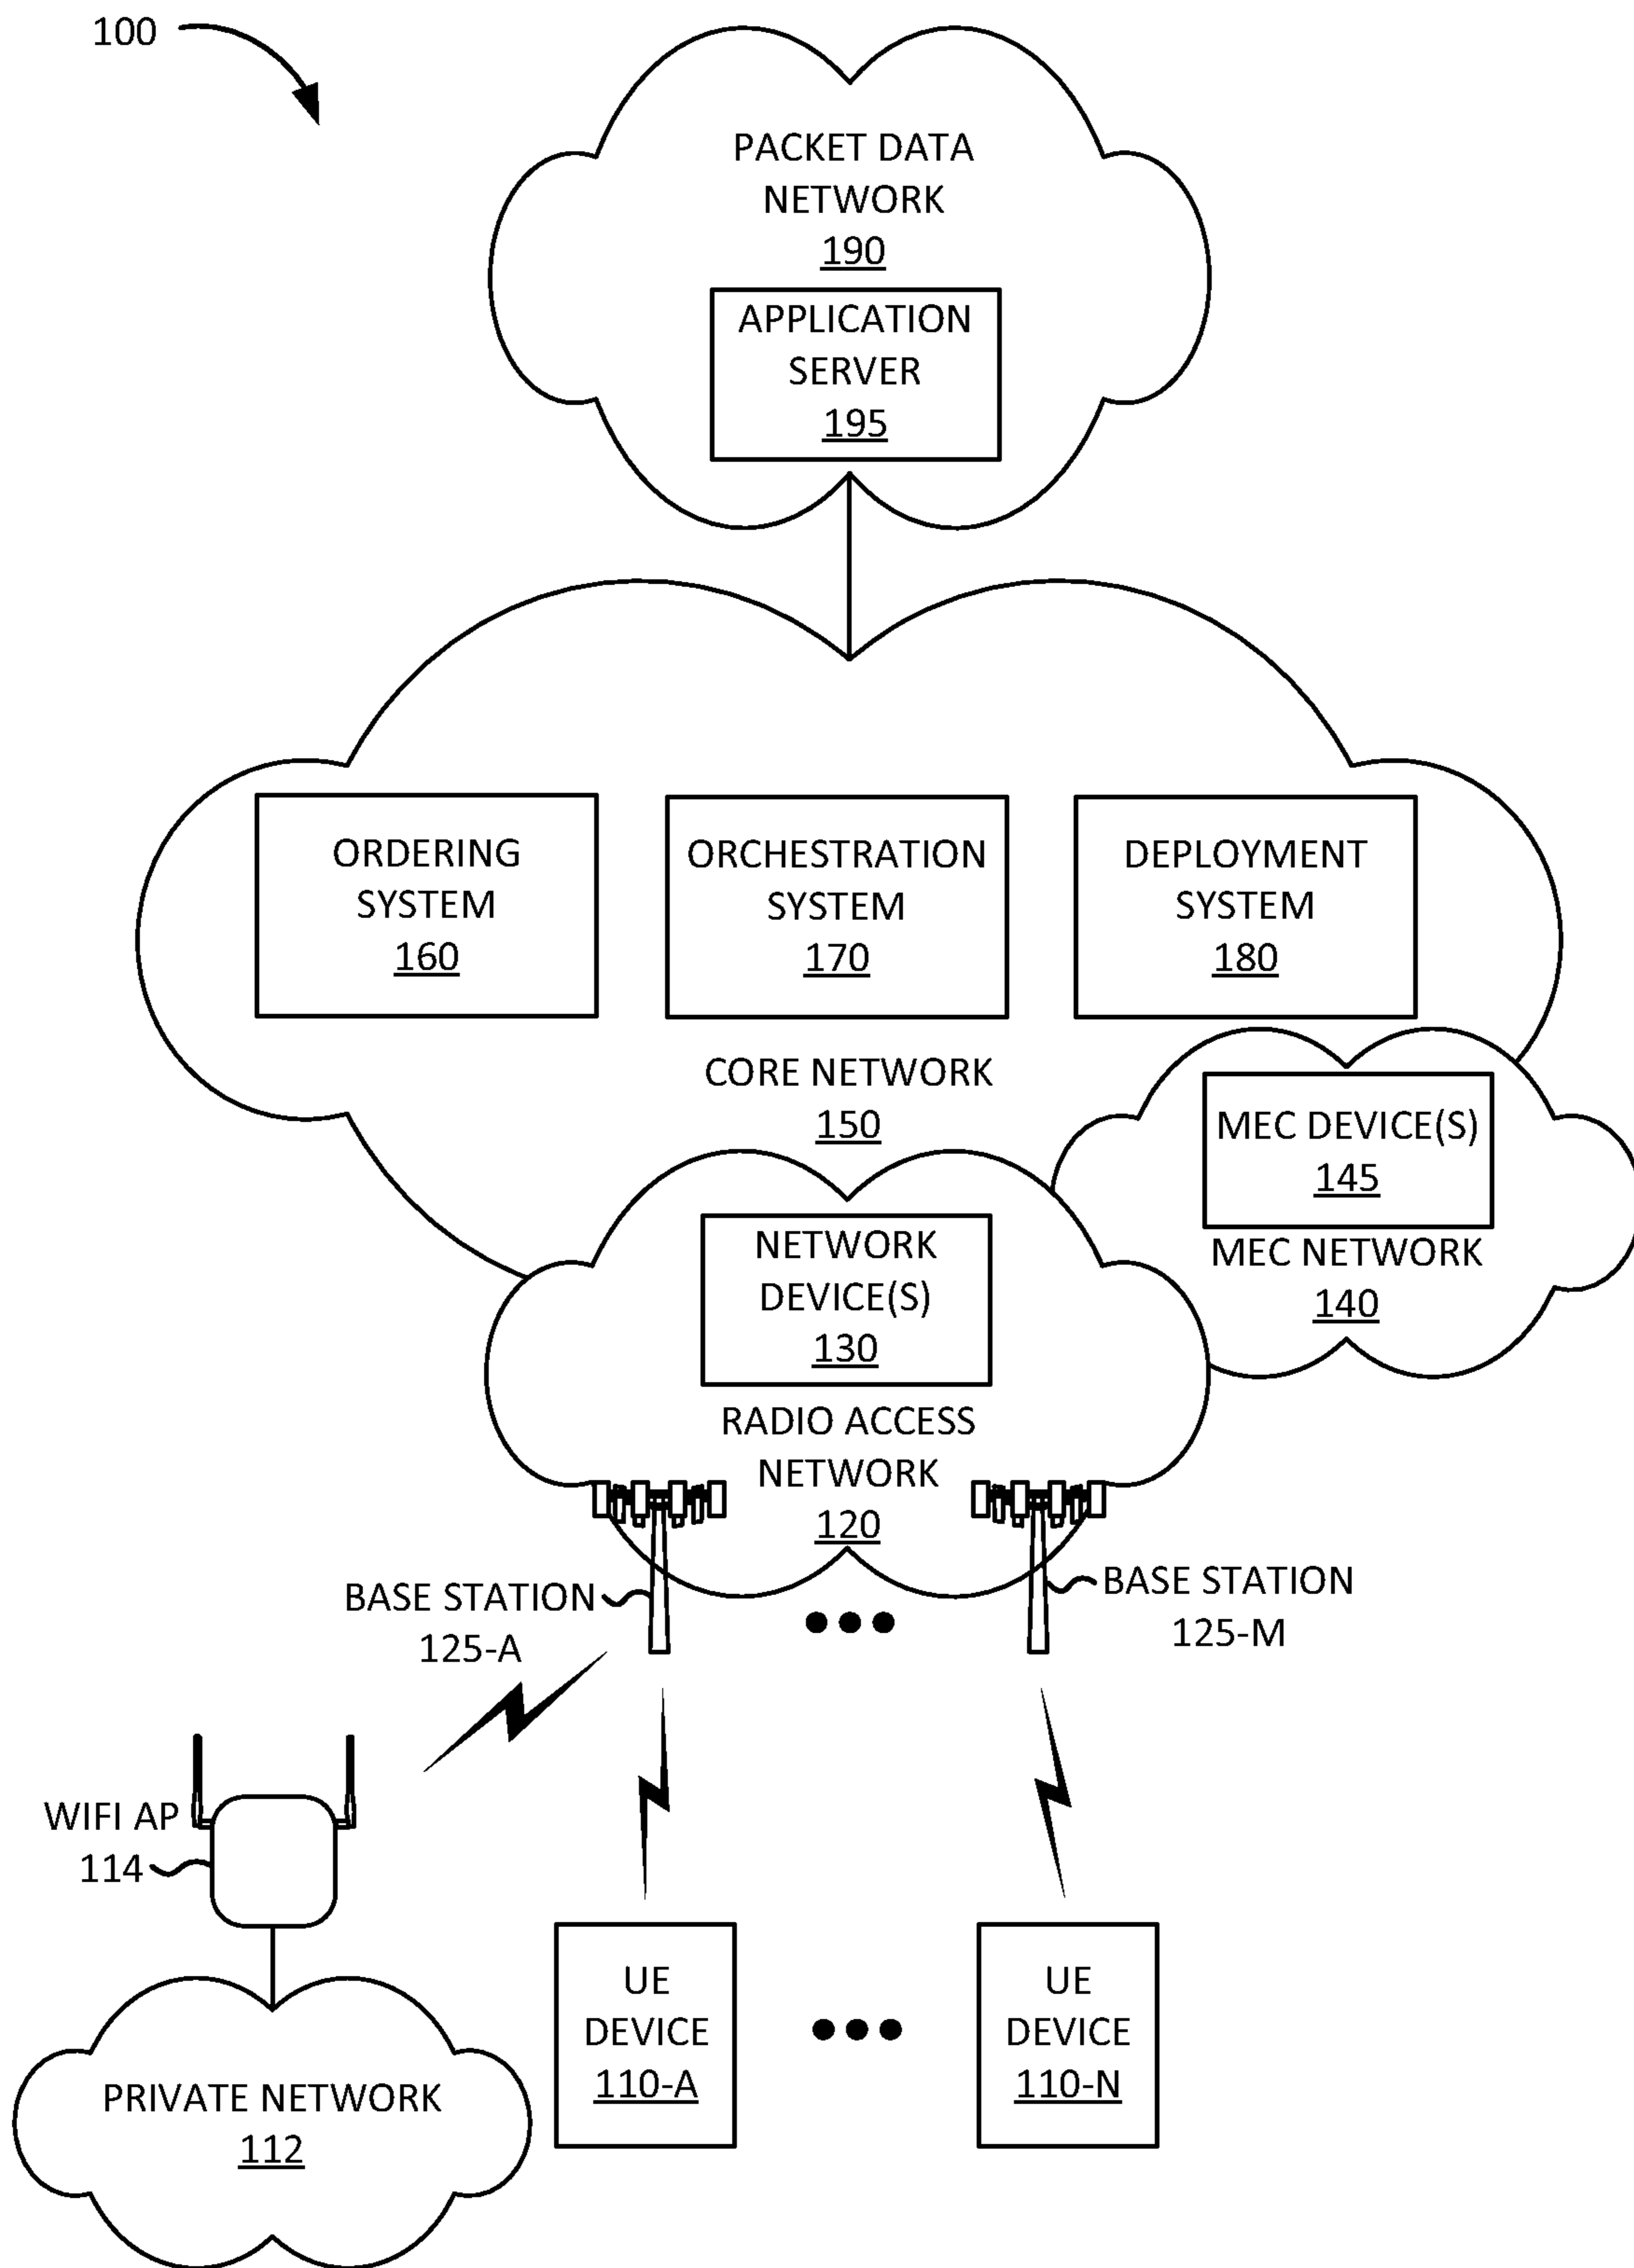 100
PACKET DATA
NETWORK
190
APPLICATION
SERVER
195
ORDERING
SYSTEM
160
ORCHESTRATION
SYSTEM
170
DEPLOYMENT
SYSTEM
180
CORE NETWORK
150
MEC DEVICE(S)
145
MEC NETWORK
140
NETWORK
DEVICE(S)
130
RADIO ACCESS
NETWORK
120
BASE STATION
125-A
BASE STATION
125-M
WIFI AP
114
PRIVATE NETWORK
112
UE
DEVICE
110-A
UE
DEVICE
110-N